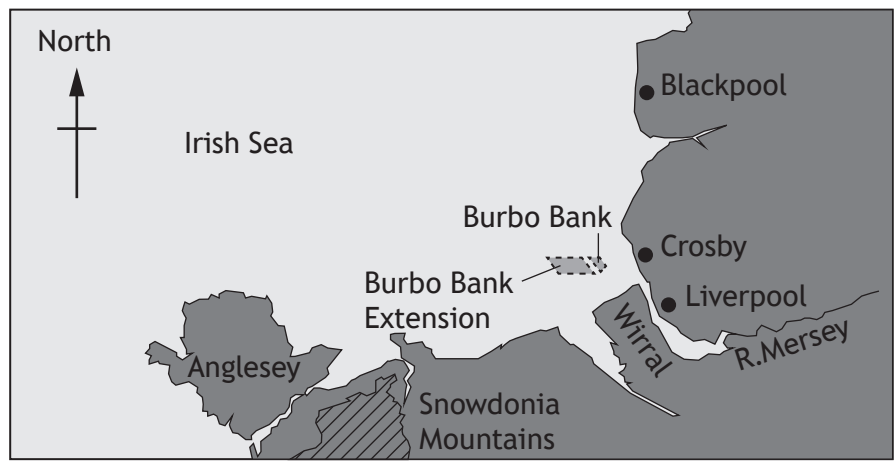 North
Irish Sea
Blackpool
Burbo Bank
Crosby
Burbo Bank
Extension
Liverpool
Wirral
R.Mersey
Anglesey
Snowdonia
Mountains